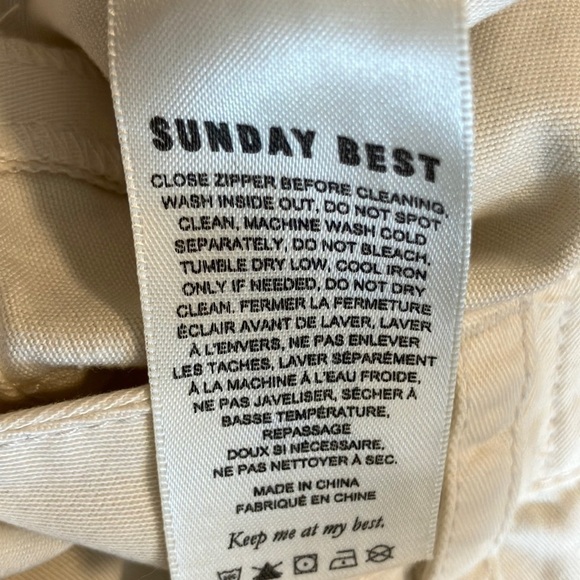 SUNDAY BEST
CLOSE ZIPPER BEFORE CLEANING,
WASH INSIDE OUT, DO NOT SPOT
CLEAN, MACHINE WASH COLD
SEPARATELY, DO NOT BLEACH.
TUMBLE DRY LOW, COOL IRON
ONLY IF NEEDED, DO NOT DRY
CLEAN. FERMER LA FERMETURE
ÉCLAIR AVANT DE LAVER, LAVER
À L'ENVERS, NE PAS ENLEVER
LES TACHES, LAVER SÉPARÉMENT
À LA MACHINE À L'EAU FROIDE,
NE PAS JAVELISER, SÉCHER À
BASSE TEMPÉRATURE,
REPASSAGE
DOUX SI NÉCESSAIRE,
NE PAS NETTOYER À SEC.
MADE IN CHINA
FABRIQUÉ EN CHINE
Keep me at my best.